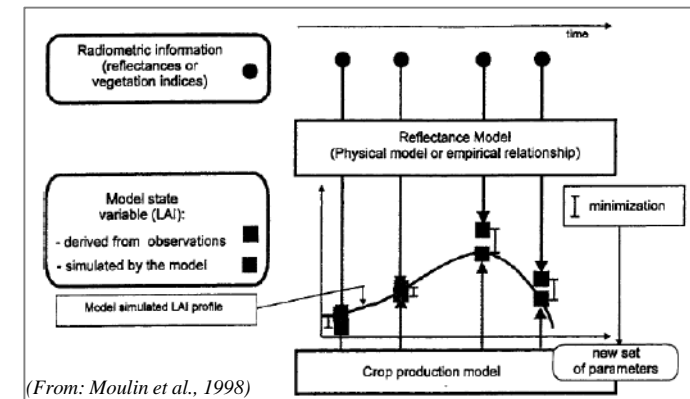 time
Radiometric information
(reflectances or
vegetation indices)
Reflectance Model
(Physical model or empirical relationship)
Model state
variable (LAI):
- derived from observations
- simulated by the model
minimization
Model simulated LAI profile
new set
of parameters
Crop production model
(From: Moulin et al., 1998)